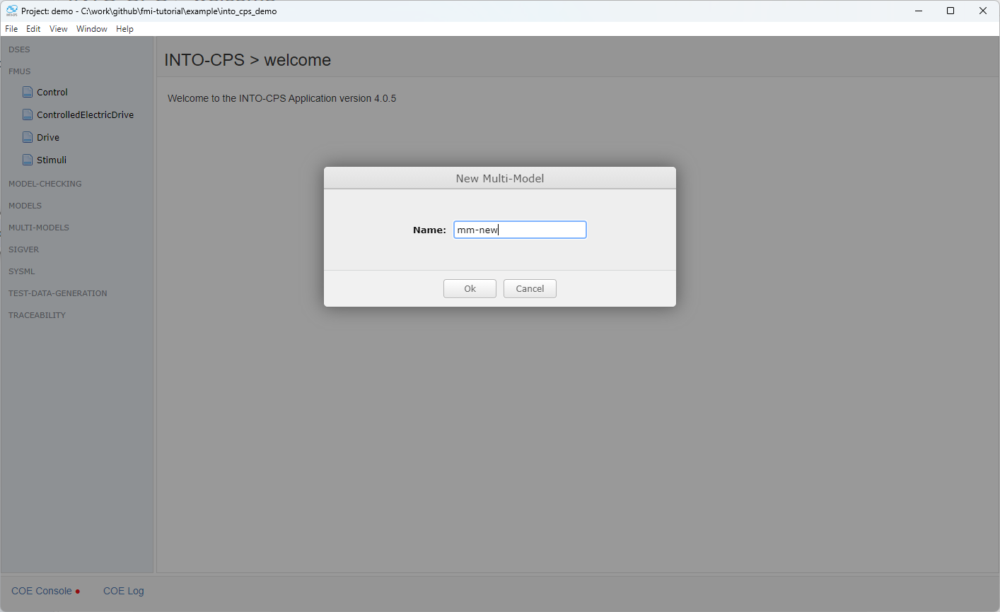 Project: demo - C:\work\github\fmi-tutorial\example\into_cps_demo
File Edit View Window Help
DSES
FMUS
Control
ControlledElectricDrive
Drive
Stimuli
MODEL-CHECKING
MODELS
MULTI-MODELS
SIGVER
SYSML
TEST-DATA-GENERATION
TRACEABILITY
INTO-CPS > welcome
Welcome to the INTO-CPS Application version 4.0.5
New Multi-Model
Name: mm-new
Ok Cancel
COE Console COE Log